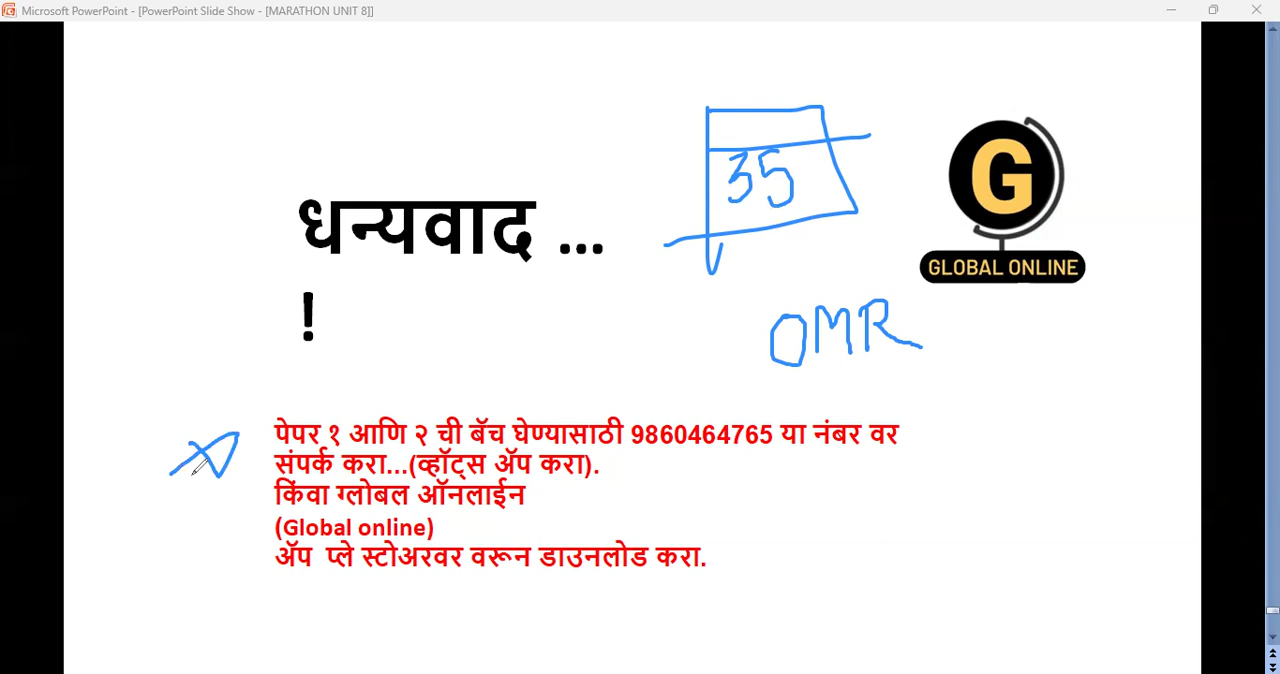 Microsoft PowerPoint - [PowerPoint Slide Show - [MARATHON UNIT 8]]
धन्यवाद ...
!
35
G
GLOBAL ONLINE
OMR
पेपर १ आणि २ ची बॅच घेण्यासाठी 9860464765 या नंबर वर
संपर्क करा...(व्हॉट्स ॲप करा).
किंवा ग्लोबल ऑनलाईन
(Global online)
ॲप प्ले स्टोअरवर वरून डाउनलोड करा.